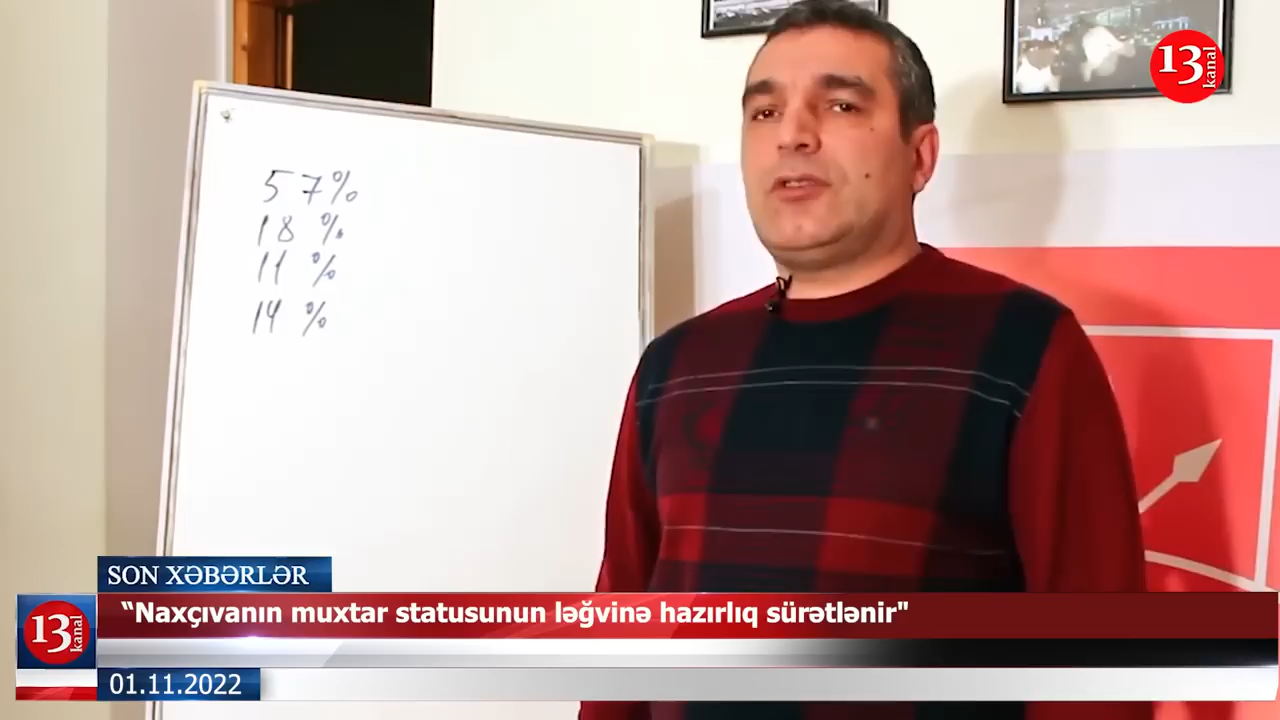 13 kanal
57%
18 %
11 %
14 %
SON XƏBƏRLƏR
“Naxçıvanın muxtar statusunun ləğvinə hazırlıq sürətlənir"
13 kanal
01.11.2022